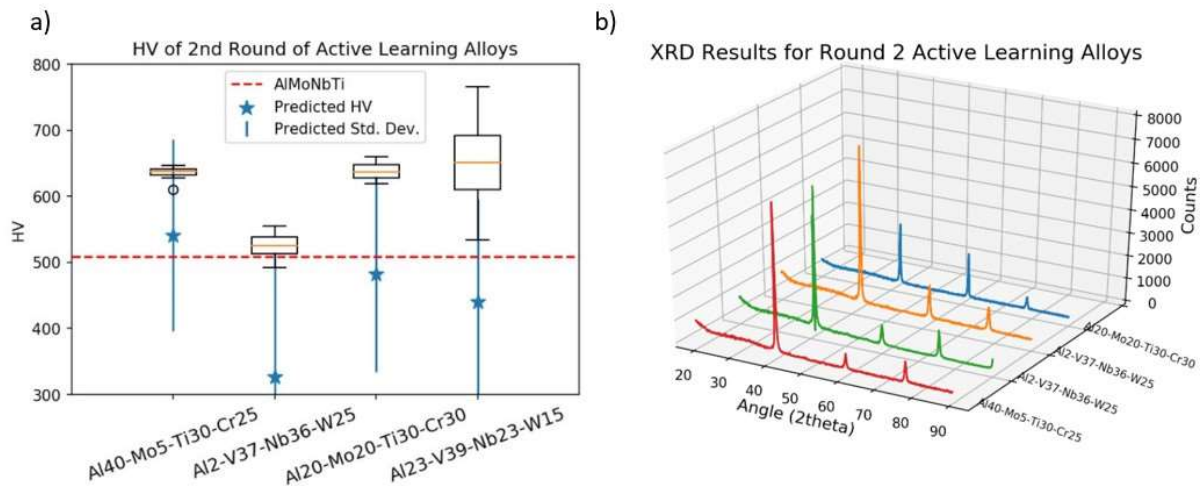 a)
HV of 2nd Round of Active Learning Alloys
800
700
600
500
400
300
HV
AlMoNbTi
Predicted HV
Predicted Std. Dev.
Al40-Mo5-Ti30-Cr25
Al2-V37-Nb36-W25
Al20-Mo20-Ti30-Cr30
Al23-V39-Nb23-W15
b)
XRD Results for Round 2 Active Learning Alloys
8000
7000
6000
5000
4000
3000
2000
1000
0
Counts
20
30
40
50
60
70
80
90
Angle (2theta)
Al20-Mo20-Ti30-Cr30
Al2-V37-Nb36-W25
Al2-V37-Nb36-W25
Al40-Mo5-Ti30-Cr25